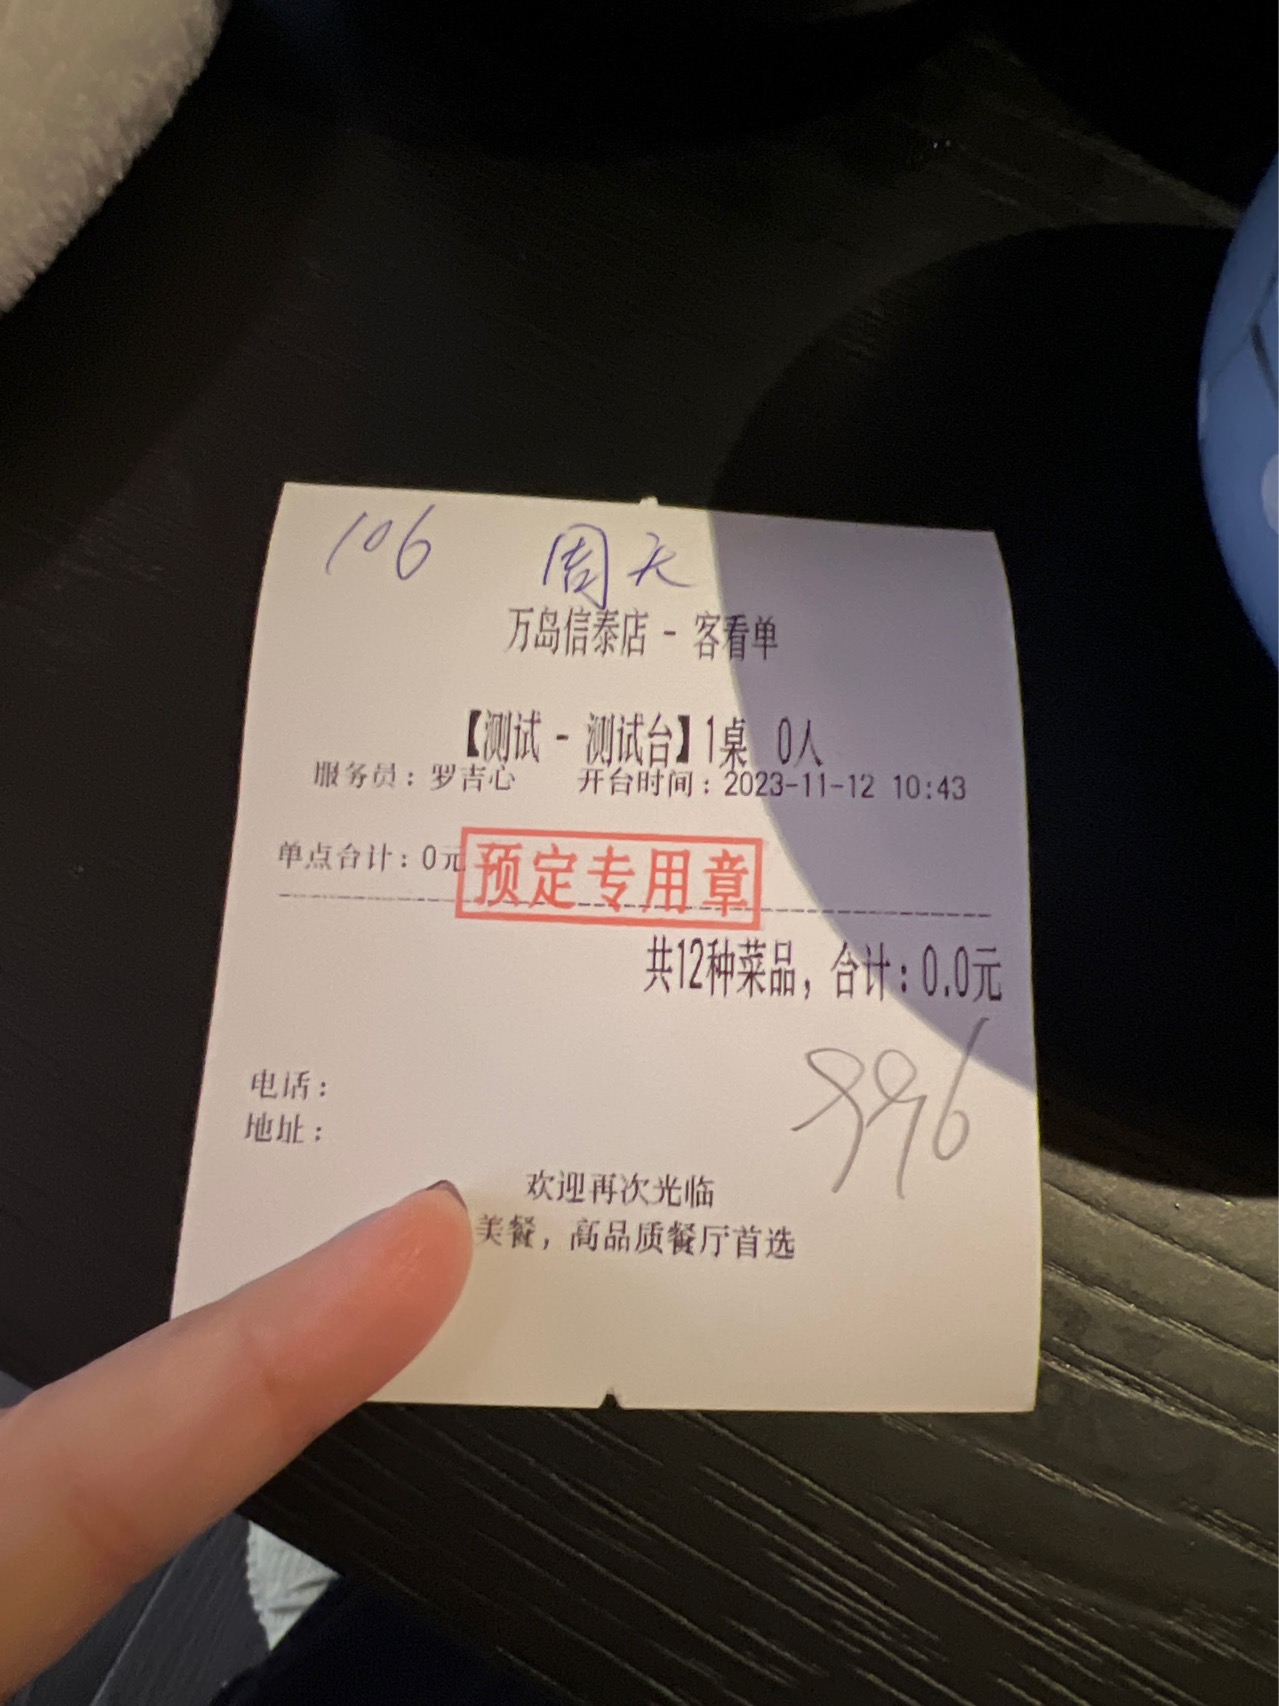 106 周天
万岛信泰店 - 客看单
【测试 - 测试台】1桌 0人
服务员：罗吉心 开台时间：2023-11-12 10:43
单点合计：0元
预定专用章
共12种菜品，合计：0.0元
996
电话：
地址：
欢迎再次光临
美餐，高品质餐厅首选